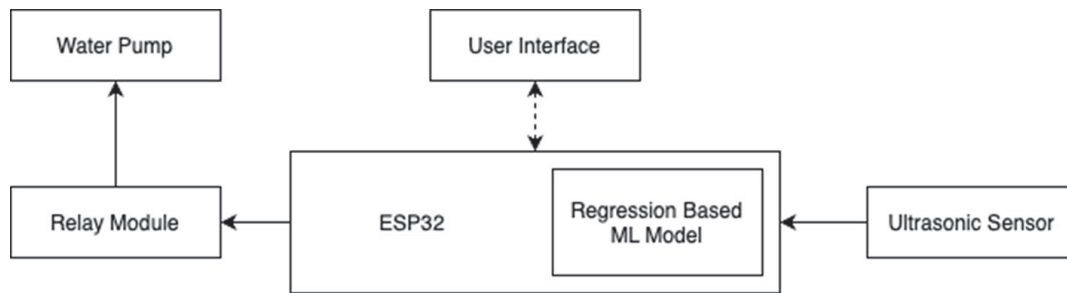 Water Pump
User Interface
Relay Module
ESP32
Regression Based
ML Model
Ultrasonic Sensor